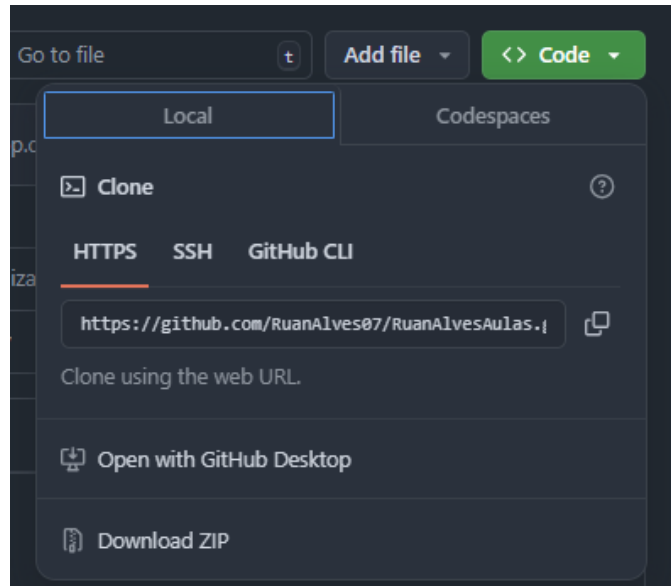 Go to file t Add file <> Code
Local Codespaces
p.c
Clone
HTTPS SSH GitHub CLI
iza
https://github.com/RuanAlves07/RuanAlvesAulas.g
Clone using the web URL.
Open with GitHub Desktop
Download ZIP